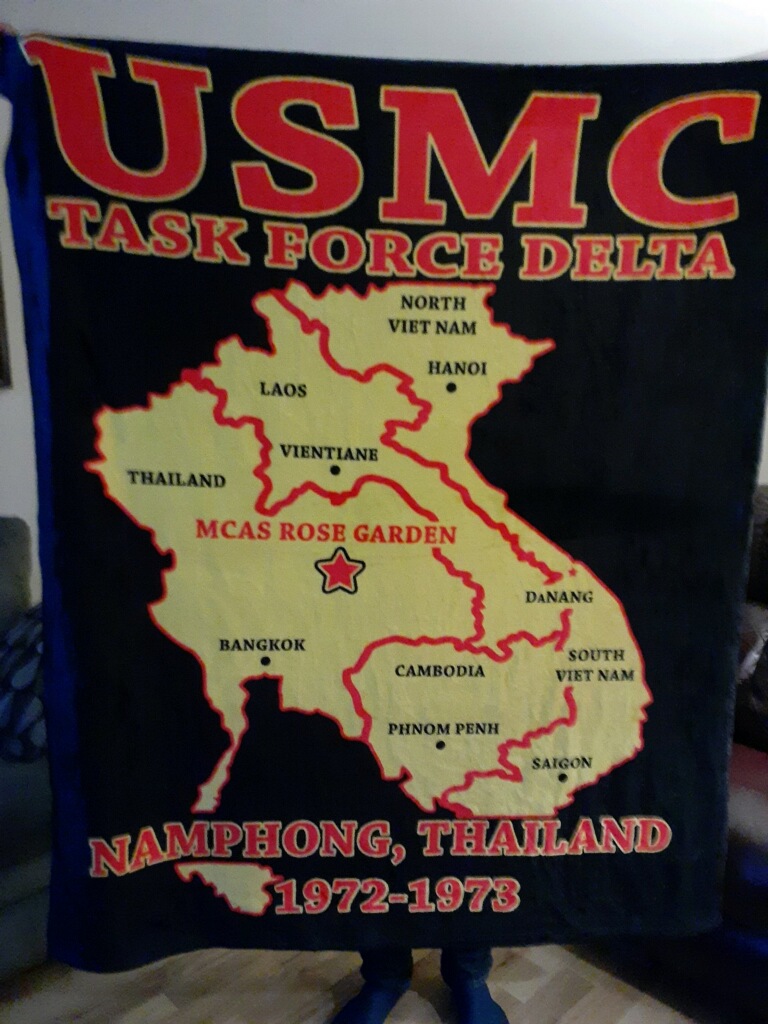 USMC
TASK FORCE DELTA
NORTH
VIET NAM
HANOI
LAOS
VIENTIANE
THAILAND
MCAS ROSE GARDEN
DANANG
BANGKOK
SOUTH
VIET NAM
CAMBODIA
PHNOM PENH
SAIGON
NAMPHONG, THAILAND
1972-1973